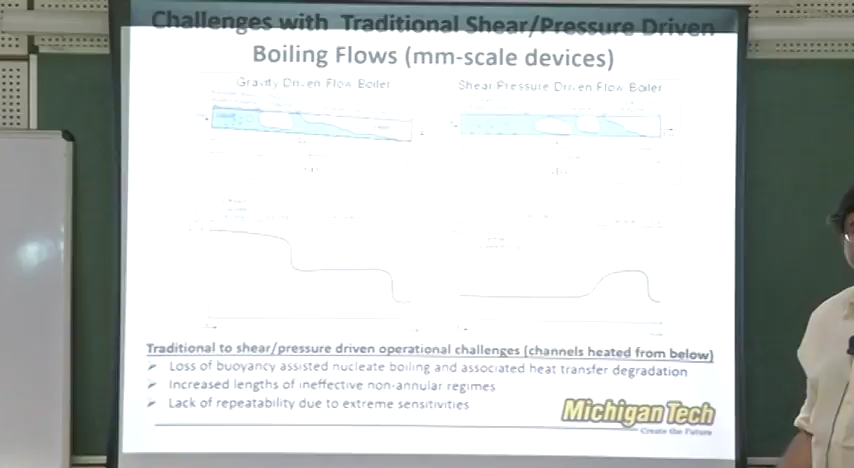 Challenges with Traditional Shear/Pressure Driven
Boiling Flows (mm-scale devices)
Gravity Driven Flow Boiler
Shear Pressure Driven Flow Boiler
Traditional to shear/pressure driven operational challenges (channels heated from below)
Loss of buoyancy assisted nucleate boiling and associated heat transfer degradation
Increased lengths of ineffective non-annular regimes
Lack of repeatability due to extreme sensitivities
Michigan Tech
Create the Future